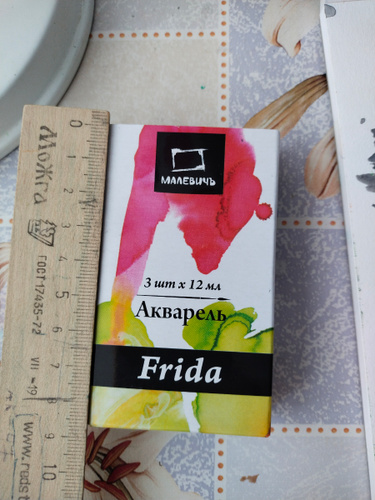 МАЛЕВИЧЪ
3 шт х 12 мл
Акварель
Frida
0 1 2 3 4 5 6 7 8 9 10
Можга
ГОСТ 17435-72
VII